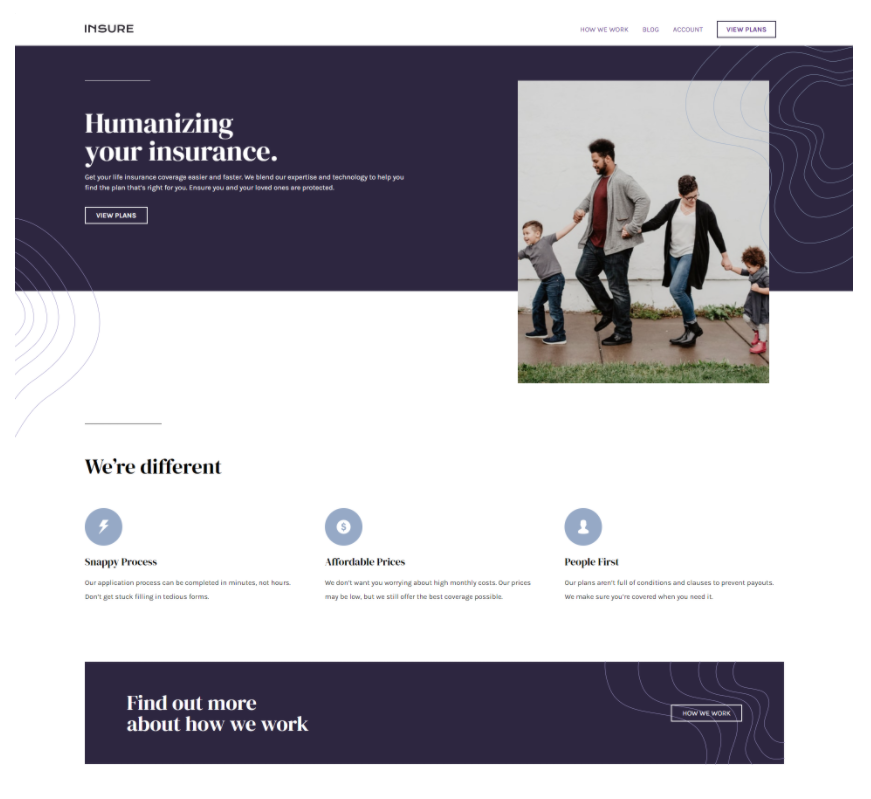 INSURE
HOW WE WORK BLOG ACCOUNT VIEW PLANS
Humanizing
your insurance.
Get your life insurance coverage easier and faster. We blend our expertise and technology to help you
find the plan that's right for you. Ensure you and your loved ones are protected.
VIEW PLANS
We're different
Snappy Process
Our application process can be completed in minutes, not hours.
Don't get stuck filling in tedious forms.
Affordable Prices
We don't want you worrying about high monthly costs. Our prices
may be low, but we still offer the best coverage possible.
People First
Our plans aren't full of conditions and clauses to prevent payouts.
We make sure you're covered when you need it.
Find out more
about how we work
HOW WE WORK